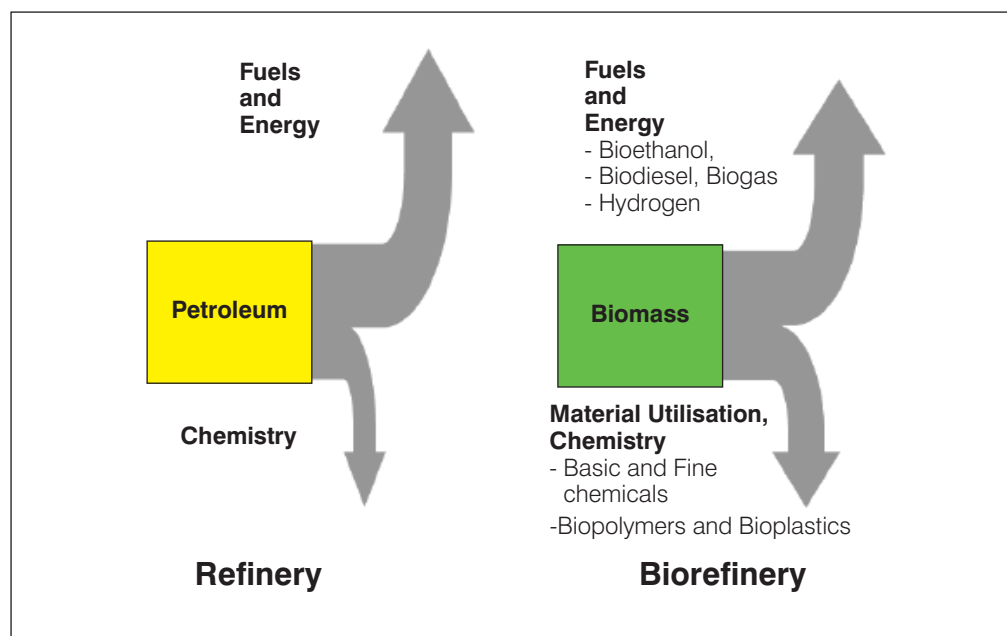 Fuels
and
Energy
Petroleum
Chemistry
Refinery
Fuels
and
Energy
- Bioethanol,
- Biodiesel, Biogas
- Hydrogen
Biomass
Material Utilisation,
Chemistry
- Basic and Fine
chemicals
-Biopolymers and Bioplastics
Biorefinery